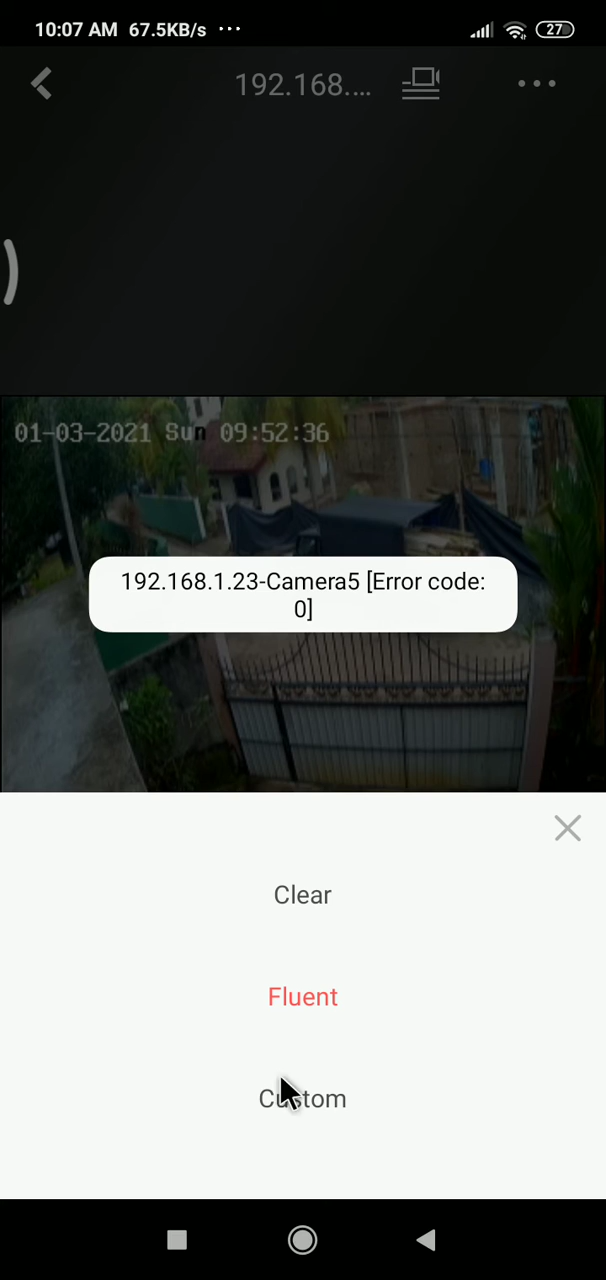 10:07 AM 67.5KB/s ... 27
192.168....
01-03-2021 Sun 09:52:36
192.168.1.23-Camera5 [Error code:
0]
Clear
Fluent
Custom